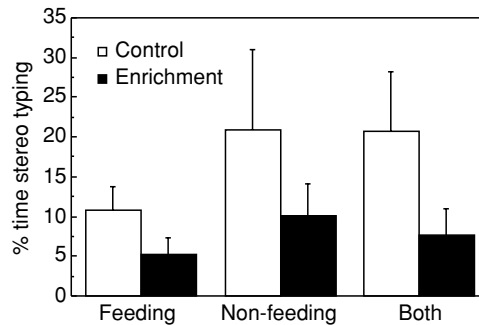 35
30
25
20
15
10
5
0
% time stereo typing
Control
Enrichment
Feeding Non-feeding Both